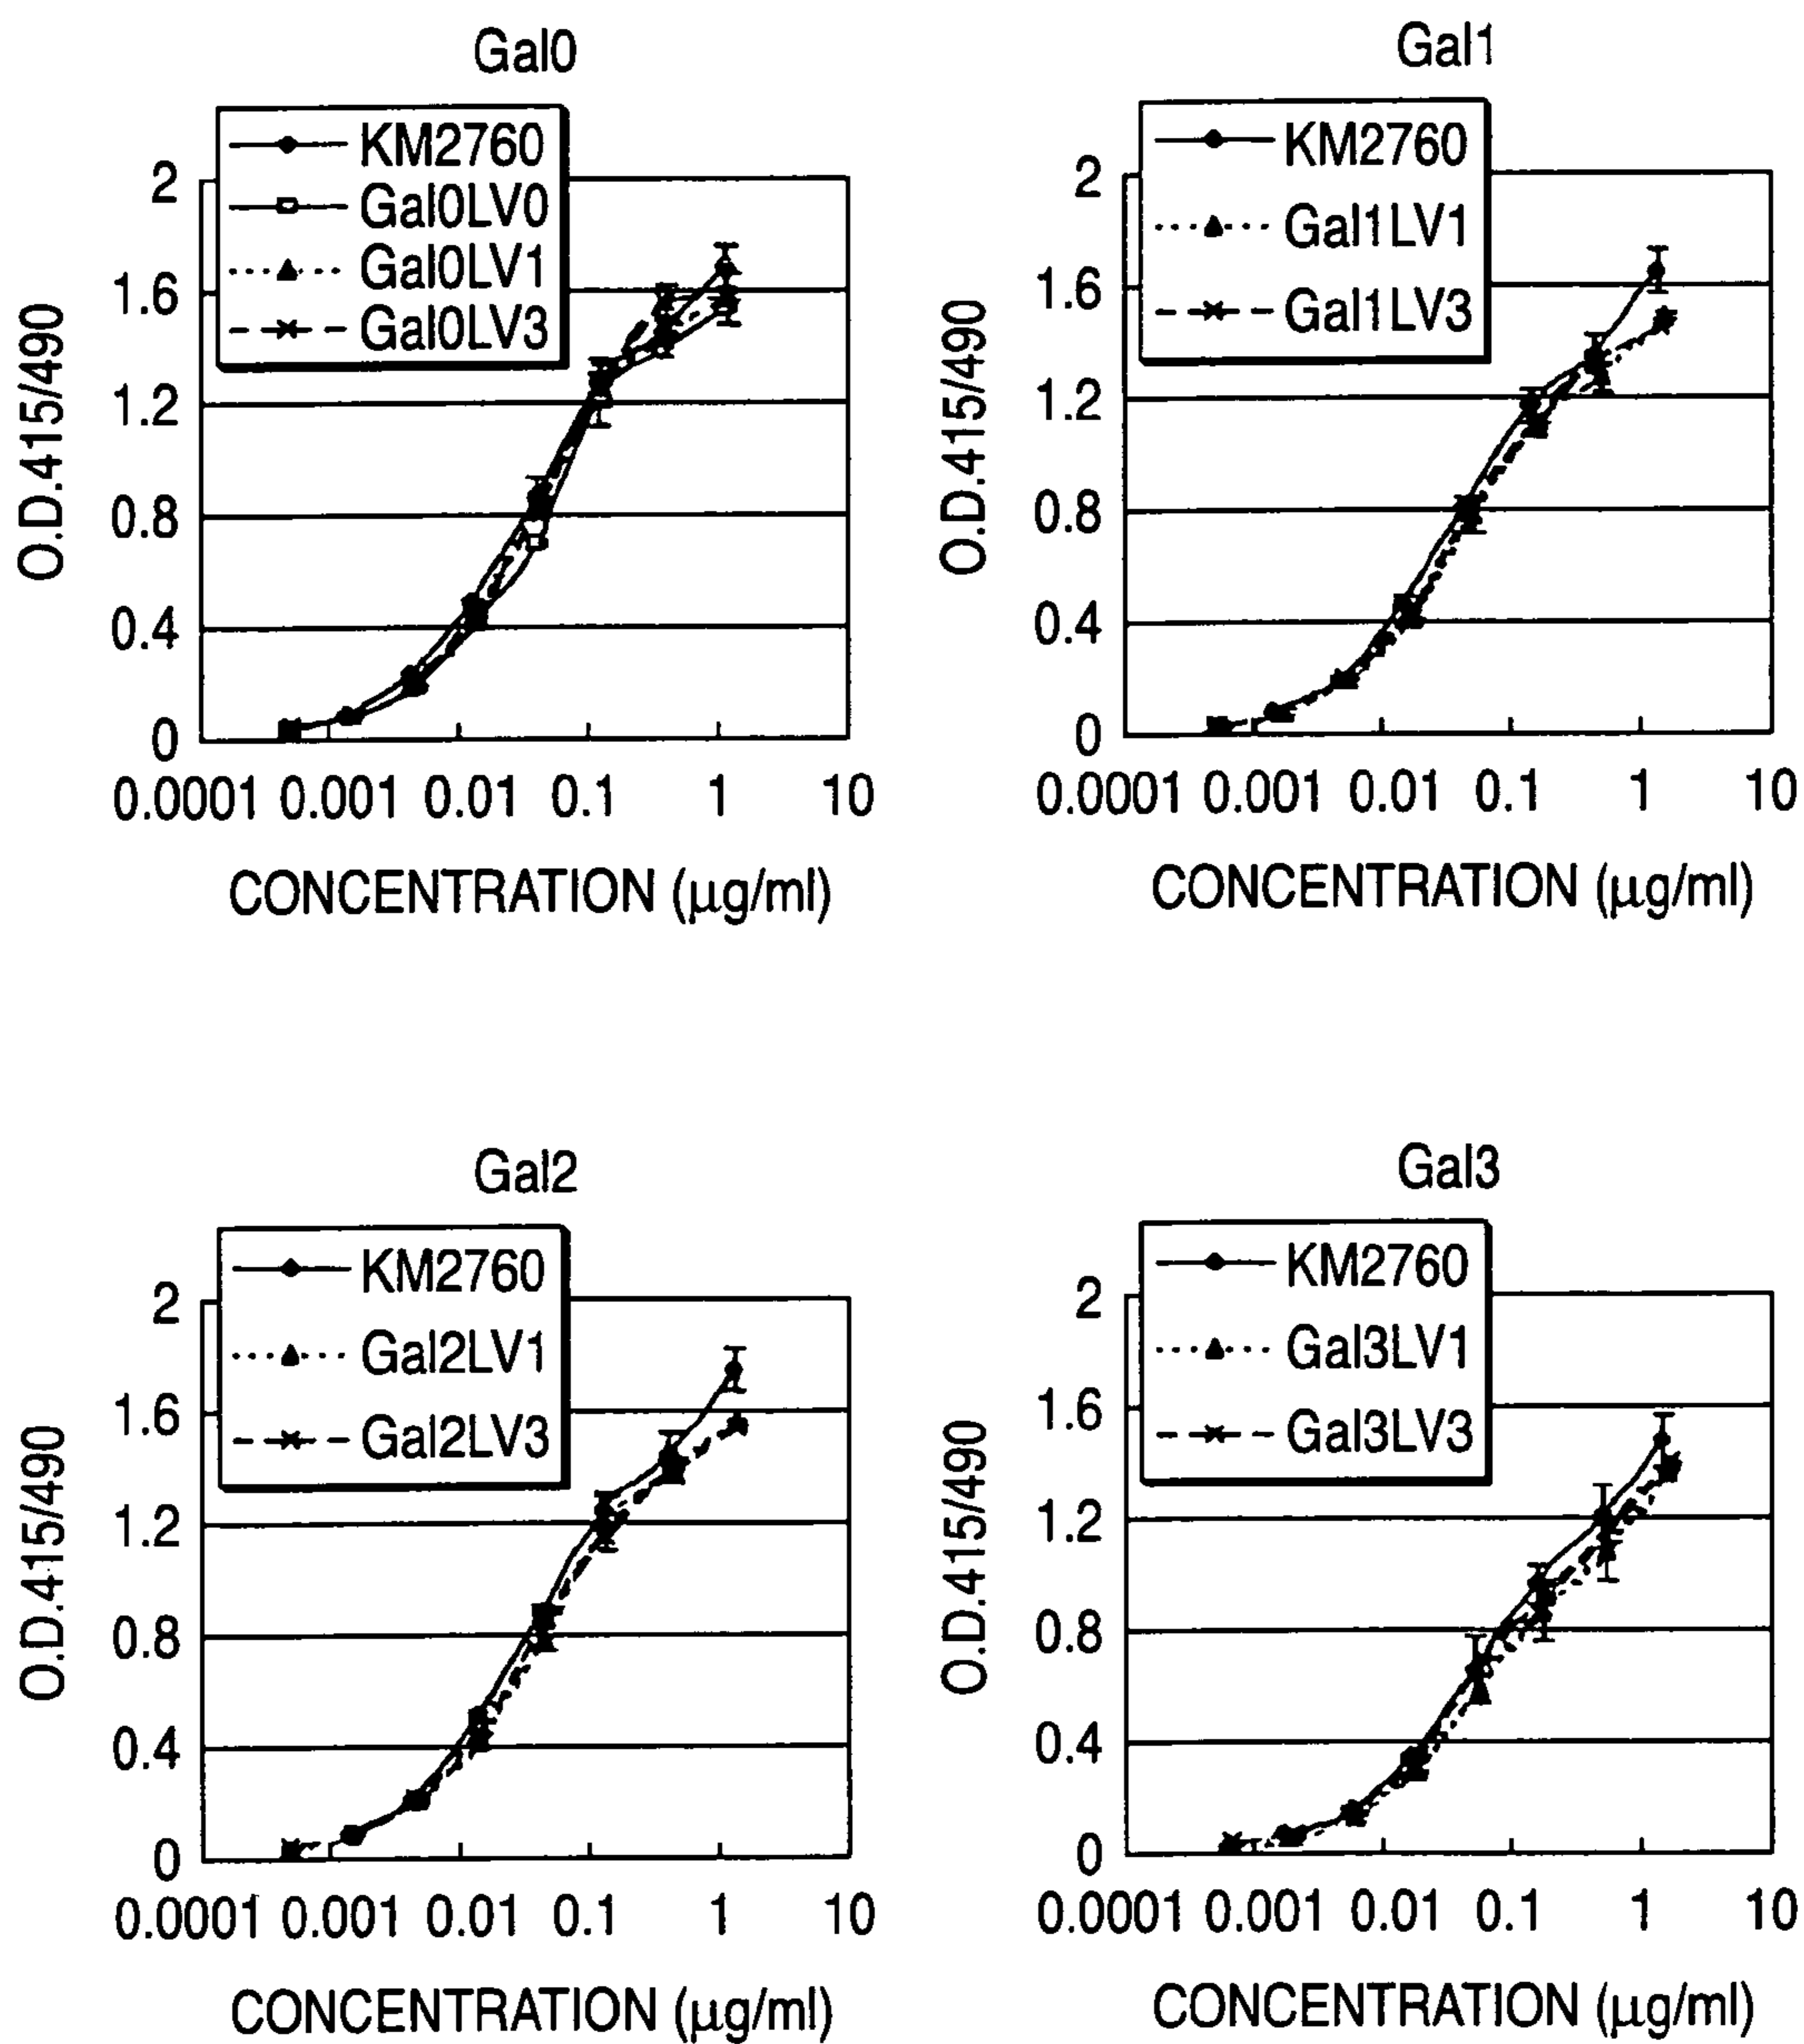 Gal0
KM2760
Gal0LV0
Gal0LV1
Gal0LV3
O.D.415/490
2
1.6
1.2
0.8
0.4
0
0.0001 0.001 0.01 0.1 1 10
CONCENTRATION (µg/ml)
Gal1
KM2760
Gal1LV1
Gal1LV3
O.D.415/490
2
1.6
1.2
0.8
0.4
0
0.0001 0.001 0.01 0.1 1 10
CONCENTRATION (µg/ml)
Gal2
KM2760
Gal2LV1
Gal2LV3
O.D.415/490
2
1.6
1.2
0.8
0.4
0
0.0001 0.001 0.01 0.1 1 10
CONCENTRATION (µg/ml)
Gal3
KM2760
Gal3LV1
Gal3LV3
O.D.415/490
2
1.6
1.2
0.8
0.4
0
0.0001 0.001 0.01 0.1 1 10
CONCENTRATION (µg/ml)